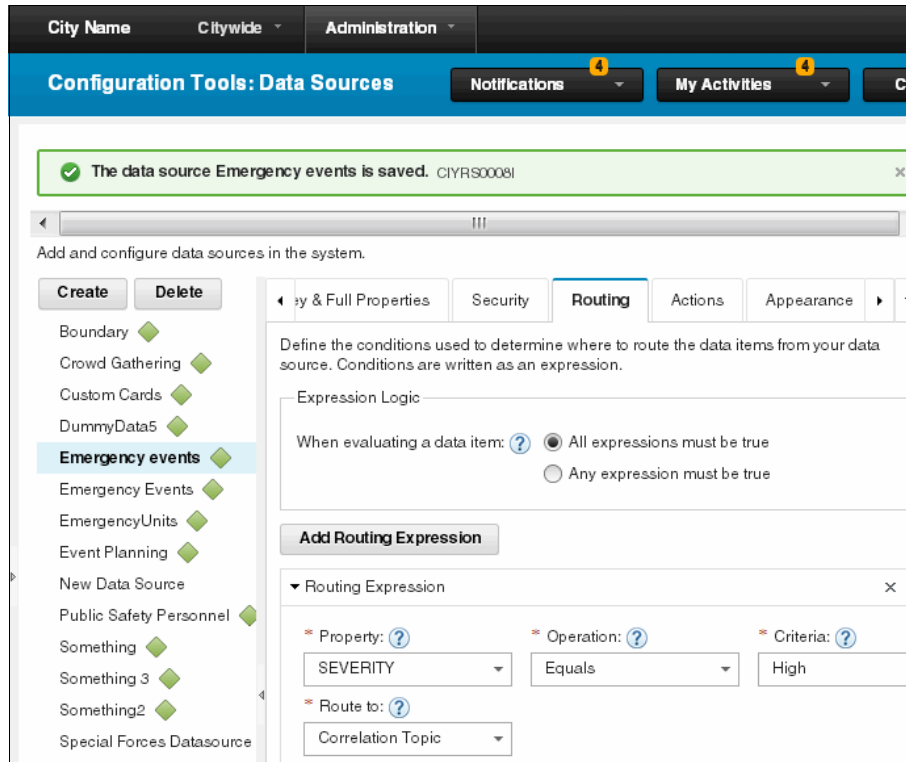 City Name Citywide Administration
Configuration Tools: Data Sources Notifications 4 My Activities 4 C
The data source Emergency events is saved. CIYRS0008I ×
Add and configure data sources in the system.
Create Delete
Boundary
Crowd Gathering
Custom Cards
DummyData5
Emergency events
Emergency Events
EmergencyUnits
Event Planning
New Data Source
Public Safety Personnel
Something
Something 3
Something2
Special Forces Datasource
ey & Full Properties Security Routing Actions Appearance
Define the conditions used to determine where to route the data items from your data
source. Conditions are written as an expression.
Expression Logic
When evaluating a data item: ? All expressions must be true
Any expression must be true
Add Routing Expression
Routing Expression ×
* Property: ? * Operation: ? * Criteria: ?
SEVERITY Equals High
* Route to: ?
Correlation Topic